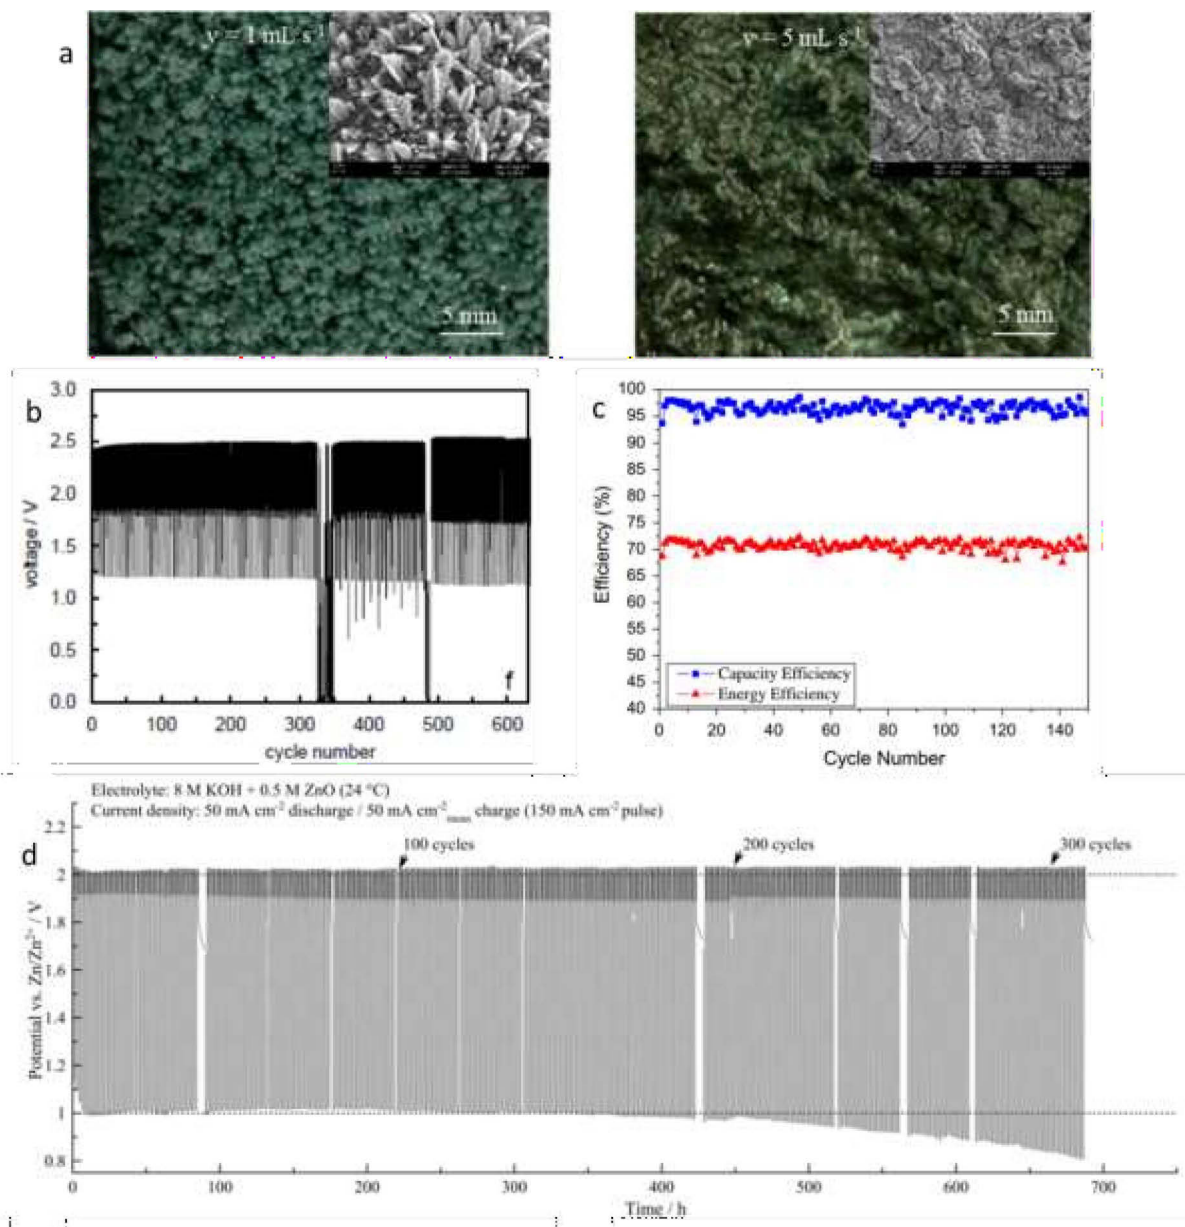 a
v = 1 mL s-1
5 mm
v = 5 mL s-1
5 mm
b
3.0
2.5
2.0
1.5
1.0
0.5
0.0
voltage / V
f
0 100 200 300 400 500 600
cycle number
c
100
95
90
85
80
75
70
65
60
55
50
45
40
Efficiency (%)
Capacity Efficiency
Energy Efficiency
0 20 40 60 80 100 120 140
Cycle Number
Electrolyte: 8 M KOH + 0.5 M ZnO (24 °C)
Current density: 50 mA cm-2 discharge / 50 mA cm-2 mean charge (150 mA cm-2 pulse)
d
100 cycles
200 cycles
300 cycles
2.2
2
1.8
1.6
1.4
1.2
1
0.8
Potential vs. Zn/Zn2+ / V
0 100 200 300 400 500 600 700
Time / h